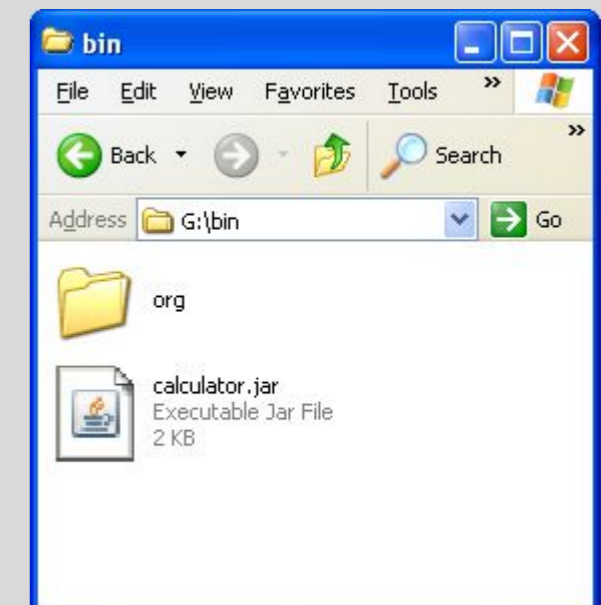 bin
File Edit View Favorites Tools »
Back Search »
Address G:\bin Go
org
calculator.jar
Executable Jar File
2 KB